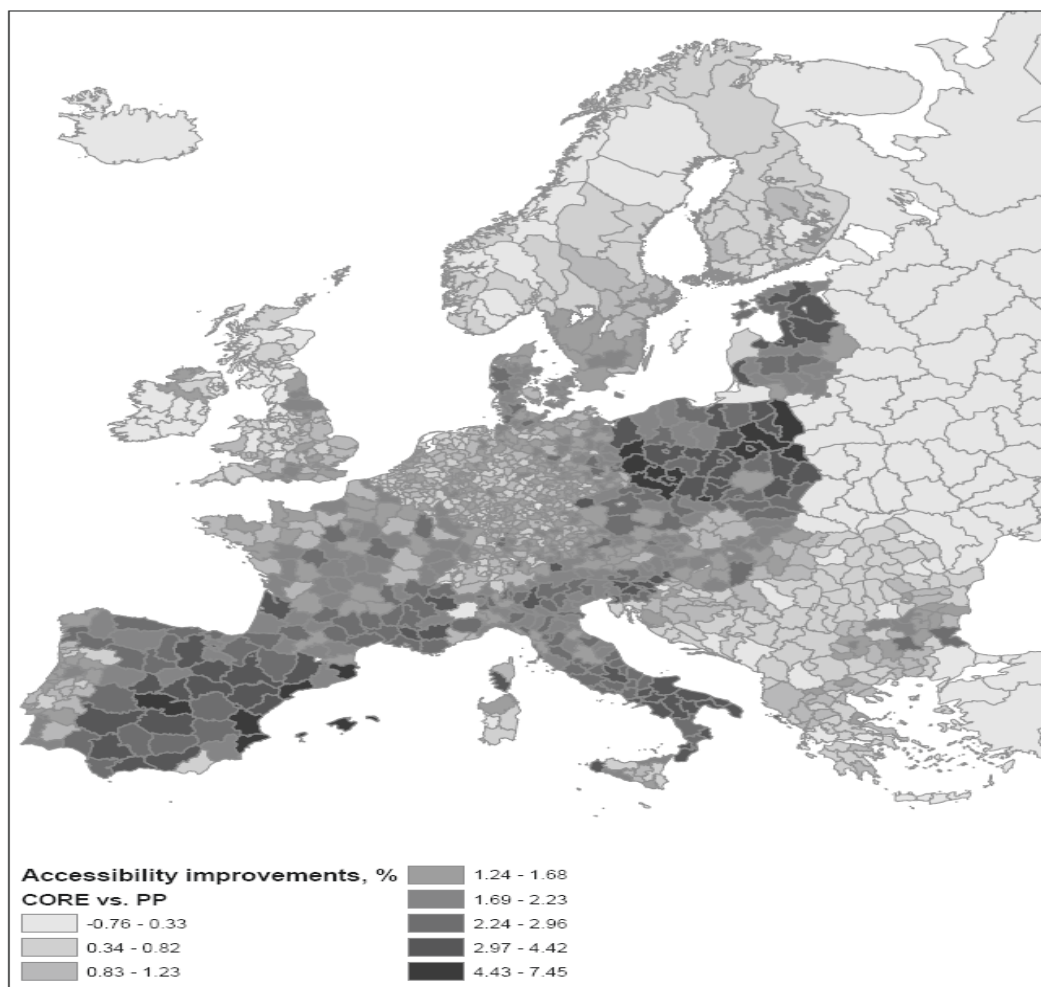 Accessibility improvements, %
CORE vs. PP
-0.76 - 0.33
0.34 - 0.82
0.83 - 1.23
1.24 - 1.68
1.69 - 2.23
2.24 - 2.96
2.97 - 4.42
4.43 - 7.45